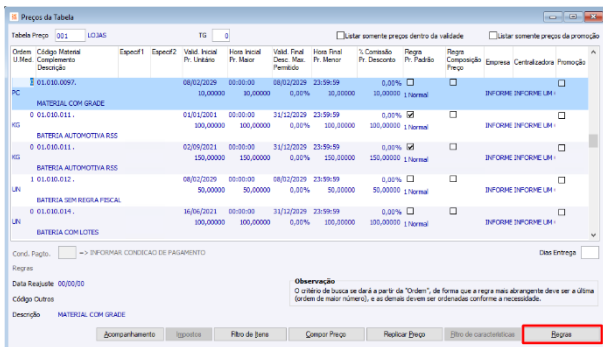 Preços da Tabela
Tabela Preço 001 LOJAS TG 0 Listar somente preços dentro da validade Listar somente preços da promoção
Ordem Código Material Especif1 Especif2 Valid. Inicial Hora Inicial Valid. Final Hora Final % Comissão Regra Regra
U.Med. Complemento Pr. Unitário Pr. Maior Desc. Max. Pr. Menor Pr. Desconto Pr. Padrão Composição Empresa Centralizadora Promoção
Descrição Permitido Preço
01.010.0097. 08/02/2029 00:00:00 08/02/2029 23:59:59 0,00%
PC 10,00000 10,00000 0,00% 10,00000 10,00000 1 Normal INFORME INFORME UM
MATERIAL COM GRADE
0 01.010.011. 01/01/2001 00:00:00 31/12/2029 23:59:59 0,00%
KG 100,00000 100,00000 0,00% 100,00000 100,00000 1 Normal INFORME INFORME UM
BATERIA AUTOMOTIVA RSS
0 01.010.011. 02/09/2021 00:00:00 31/12/2029 23:59:59 0,00%
KG 150,00000 150,00000 0,00% 150,00000 150,00000 1 Normal INFORME INFORME UM
BATERIA AUTOMOTIVA RSS
1 01.010.012. 08/02/2029 00:00:00 08/02/2029 23:59:59 0,00%
UN 50,00000 50,00000 0,00% 50,00000 50,00000 1 Normal INFORME INFORME UM
BATERIA SEM REGRA FISCAL
0 01.010.014. 16/06/2021 00:00:00 31/12/2029 23:59:59 0,00%
UN 100,00000 100,00000 0,00% 100,00000 100,00000 1 Normal INFORME INFORME UM
BATERIA COM LOTES
Cond. Pagto. => INFORMAR CONDICAO DE PAGAMENTO Dias Entrega
Regras
Data Reajuste 00/00/00
Observação
O critério de busca se dará a partir da "Ordem", de forma que a regra mais abrangente deve ser a última
(ordem de maior número), e as demais devem ser ordenadas conforme a necessidade.
Código Outros
Descrição MATERIAL COM GRADE
Acompanhamento Impostos Filtro de Itens Compor Preço Replicar Preço Filtro de características Regras